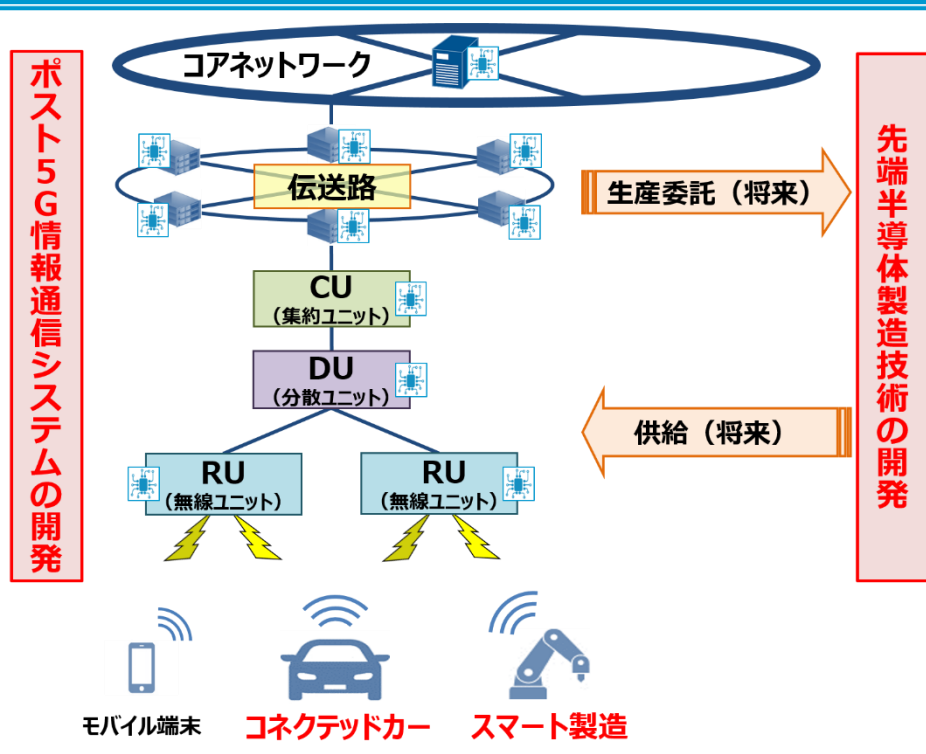 ポスト5G情報通信システムの開発
コアネットワーク
伝送路
CU
（集約ユニット）
DU
（分散ユニット）
RU
（無線ユニット）
RU
（無線ユニット）
生産委託（将来）
供給（将来）
先端半導体製造技術の開発
モバイル端末
コネクテッドカー
スマート製造